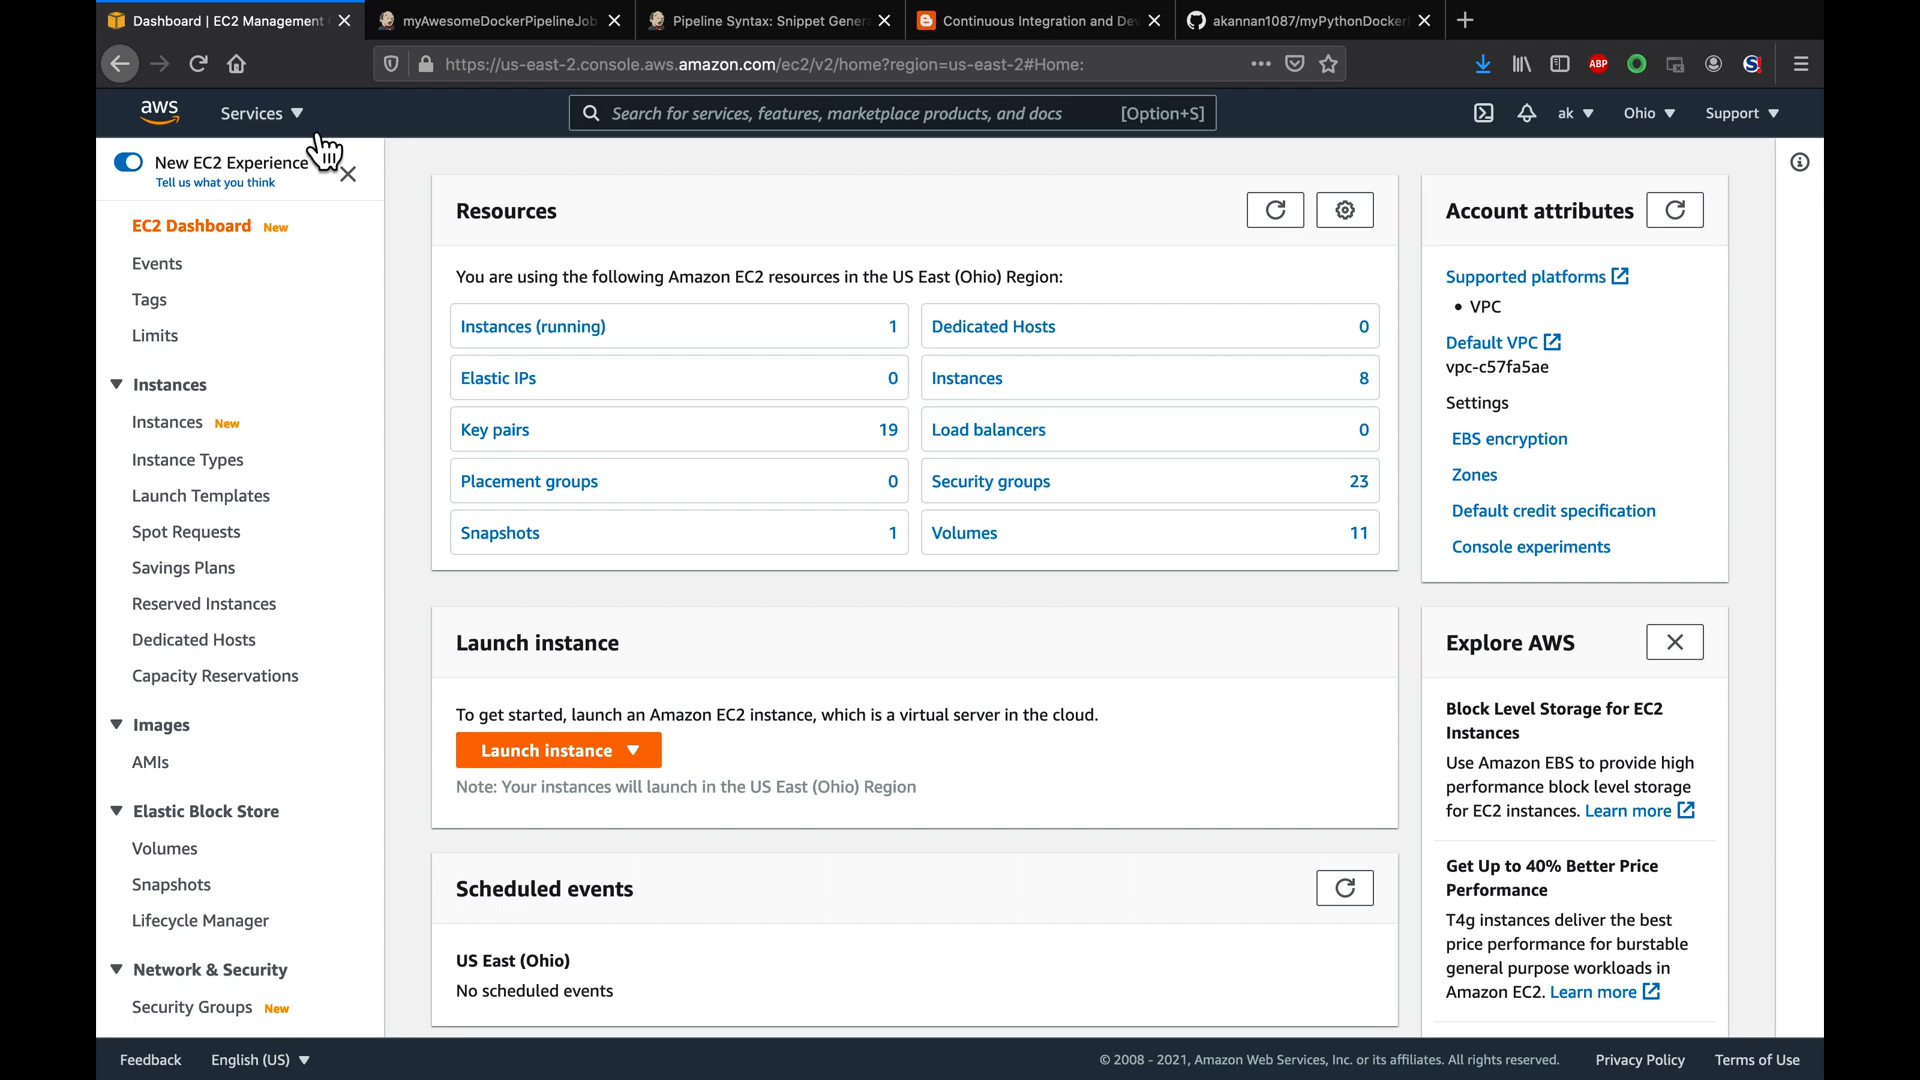 Dashboard | EC2 Management
myAwesomeDockerPipelineJob
Pipeline Syntax: Snippet Gener
Continuous Integration and De
akannan1087/myPythonDocker
https://us-east-2.console.aws.amazon.com/ec2/v2/home?region=us-east-2#Home:
ABP
S
aws
Services
Search for services, features, marketplace products, and docs
[Option+S]
ak
Ohio
Support
New EC2 Experience
Tell us what you think
EC2 Dashboard New
Events
Tags
Limits
Instances
Instances New
Instance Types
Launch Templates
Spot Requests
Savings Plans
Reserved Instances
Dedicated Hosts
Capacity Reservations
Images
AMIs
Elastic Block Store
Volumes
Snapshots
Lifecycle Manager
Network & Security
Security Groups New
Resources
You are using the following Amazon EC2 resources in the US East (Ohio) Region:
Instances (running) 1
Dedicated Hosts 0
Elastic IPs 0
Instances 8
Key pairs 19
Load balancers 0
Placement groups 0
Security groups 23
Snapshots 1
Volumes 11
Launch instance
To get started, launch an Amazon EC2 instance, which is a virtual server in the cloud.
Launch instance
Note: Your instances will launch in the US East (Ohio) Region
Scheduled events
US East (Ohio)
No scheduled events
Account attributes
Supported platforms
• VPC
Default VPC
vpc-c57fa5ae
Settings
EBS encryption
Zones
Default credit specification
Console experiments
Explore AWS
Block Level Storage for EC2
Instances
Use Amazon EBS to provide high
performance block level storage
for EC2 instances. Learn more
Get Up to 40% Better Price
Performance
T4g instances deliver the best
price performance for burstable
general purpose workloads in
Amazon EC2. Learn more
Feedback
English (US)
© 2008 - 2021, Amazon Web Services, Inc. or its affiliates. All rights reserved.
Privacy Policy
Terms of Use